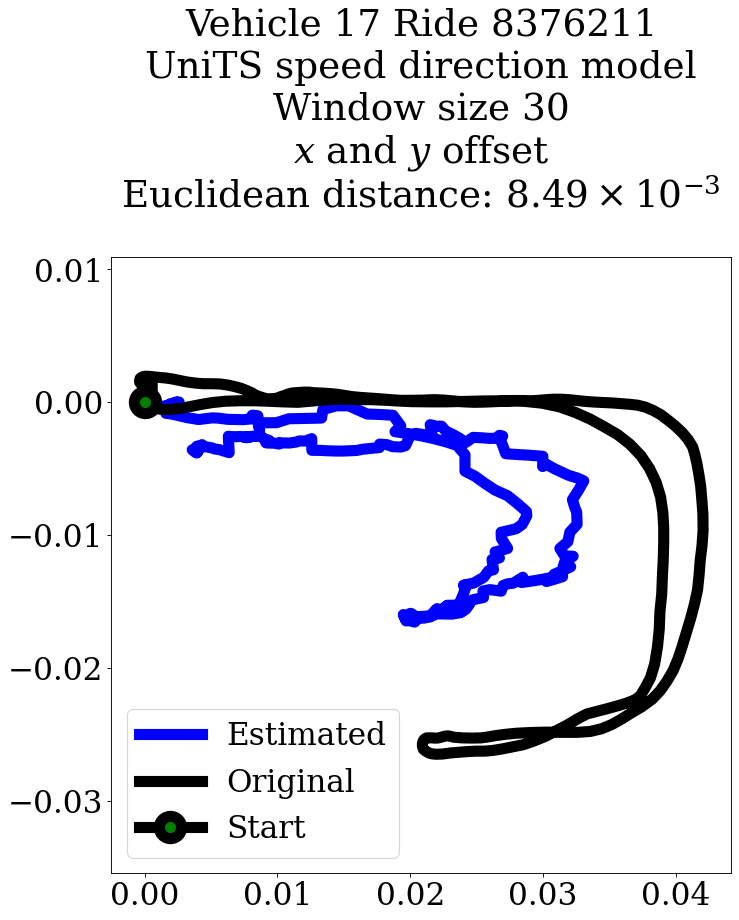 Vehicle 17 Ride 8376211
UniTS speed direction model
Window size 30
x and y offset
Euclidean distance: 8.49 × 10⁻³
0.01
0.00
−0.01
−0.02
−0.03
Estimated
Original
Start
0.00 0.01 0.02 0.03 0.04